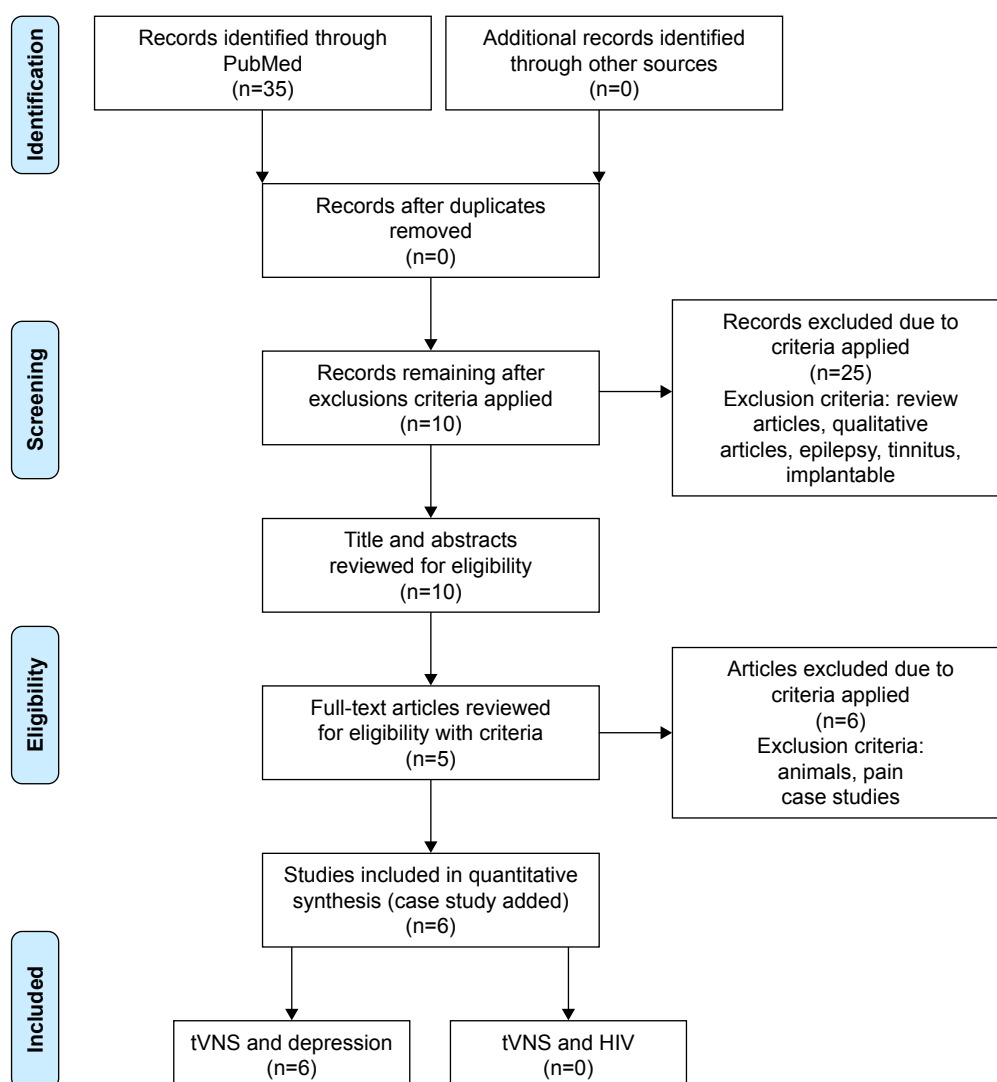 Identification
Records identified through
PubMed
(n=35)
Additional records identified
through other sources
(n=0)
Records after duplicates
removed
(n=0)
Screening
Records remaining after
exclusions criteria applied
(n=10)
Records excluded due to
criteria applied
(n=25)
Exclusion criteria: review
articles, qualitative
articles, epilepsy, tinnitus,
implantable
Title and abstracts
reviewed for eligibility
(n=10)
Eligibility
Full-text articles reviewed
for eligibility with criteria
(n=5)
Articles excluded due to
criteria applied
(n=6)
Exclusion criteria:
animals, pain
case studies
Studies included in quantitative
synthesis (case study added)
(n=6)
Included
tVNS and depression
(n=6)
tVNS and HIV
(n=0)